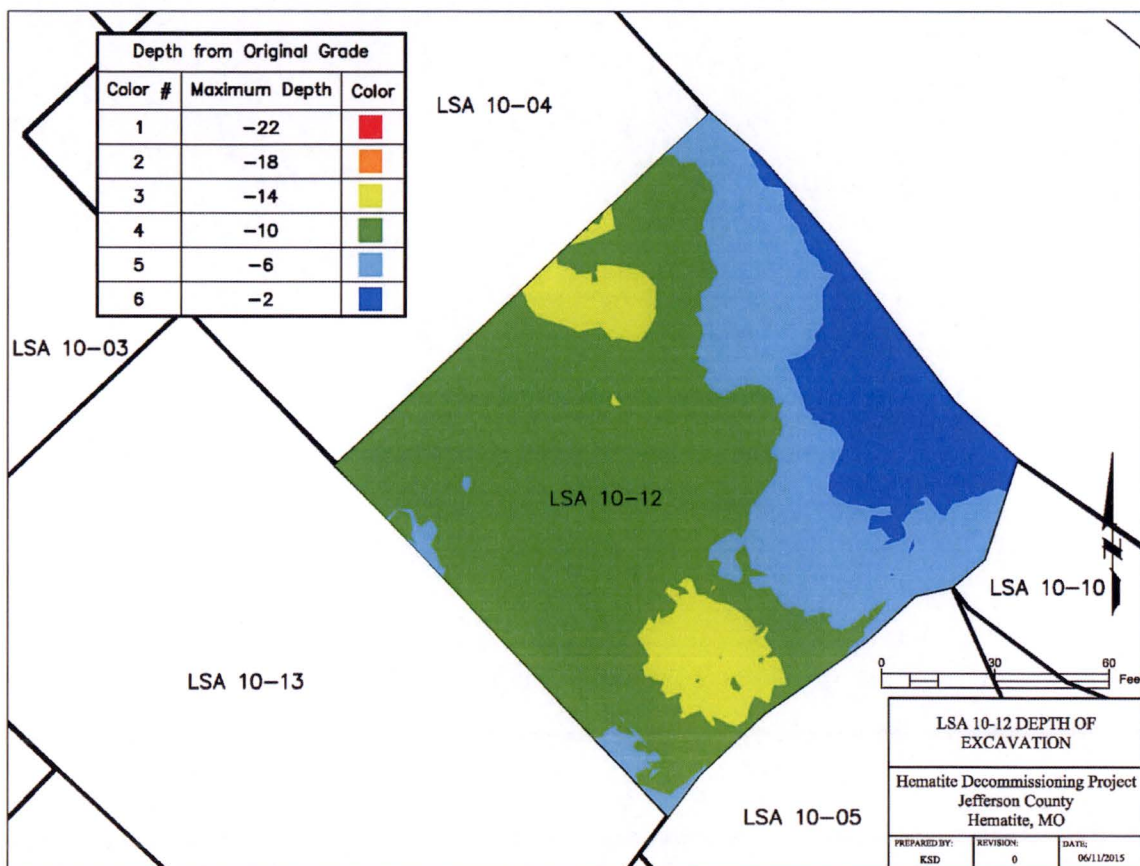 Depth from Original Grade
Color # Maximum Depth Color
1 -22
2 -18
3 -14
4 -10
5 -6
6 -2
LSA 10-04
LSA 10-03
LSA 10-12
LSA 10-10
LSA 10-13
LSA 10-05
0 30 60
Fee
LSA 10-12 DEPTH OF
EXCAVATION
Hematite Decommissioning Project
Jefferson County
Hematite, MO
PREPARED BY: REVISION: DATE:
KSD 0 06/11/2015